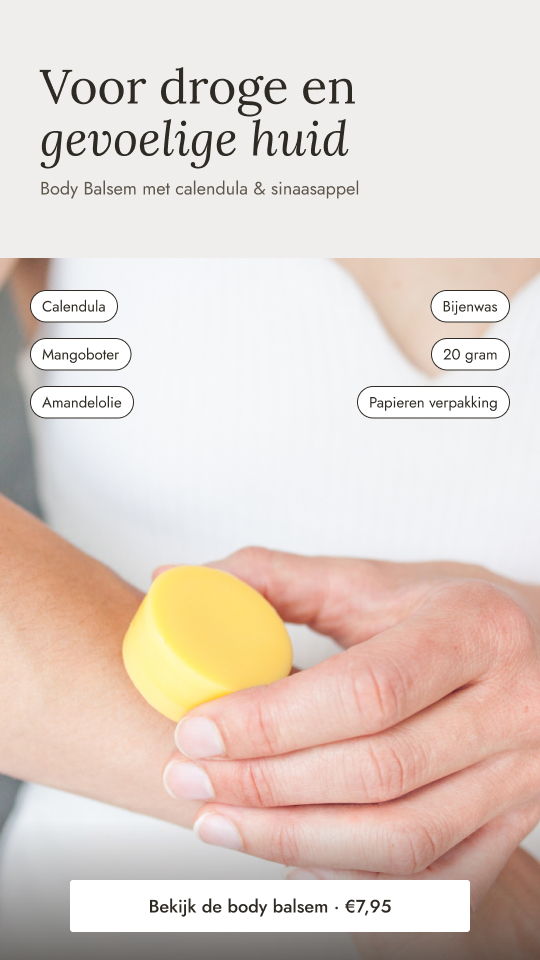 Voor droge en
gevoelige huid
Body Balsem met calendula & sinaasappel
Calendula
Bijenwas
Mangoboter
20 gram
Amandelolie
Papieren verpakking
Bekijk de body balsem · €7,95